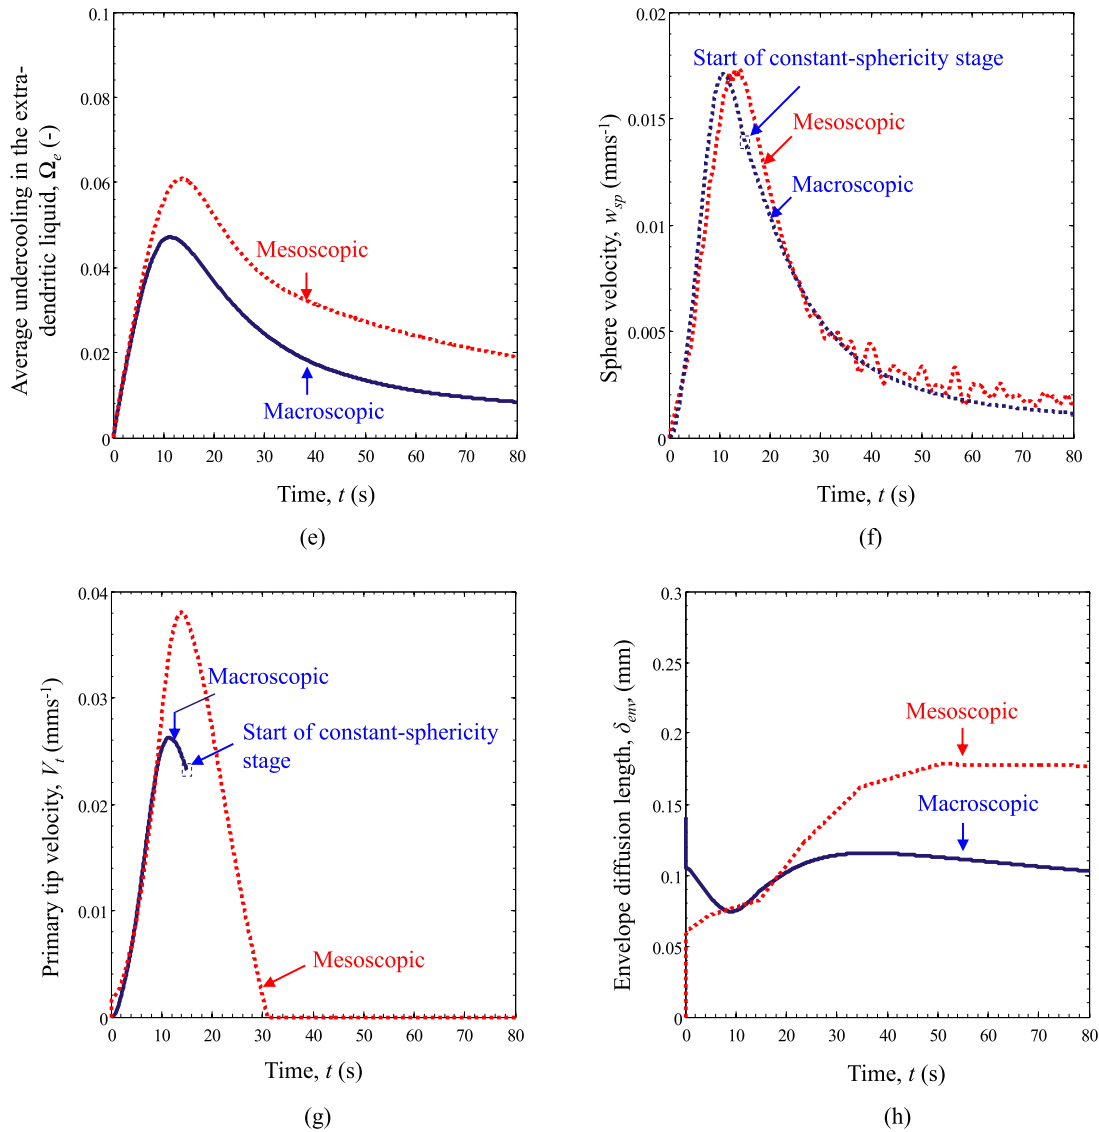 Average undercooling in the extra-
dendritic liquid, Ωe (-)
0.1
0.08
0.06
0.04
0.02
0
Mesoscopic
Macroscopic
0 10 20 30 40 50 60 70 80
Time, t (s)
(e)
Sphere velocity, wsp (mms-1)
0.02
0.015
0.01
0.005
0
Start of constant-sphericity stage
Mesoscopic
Macroscopic
0 10 20 30 40 50 60 70 80
Time, t (s)
(f)
Primary tip velocity, Vt (mms-1)
0.04
0.03
0.02
0.01
0
Macroscopic
Start of constant-sphericity
stage
Mesoscopic
0 10 20 30 40 50 60 70 80
Time, t (s)
(g)
Envelope diffusion length, δenv, (mm)
0.3
0.25
0.2
0.15
0.1
0.05
0
Mesoscopic
Macroscopic
0 10 20 30 40 50 60 70 80
Time, t (s)
(h)